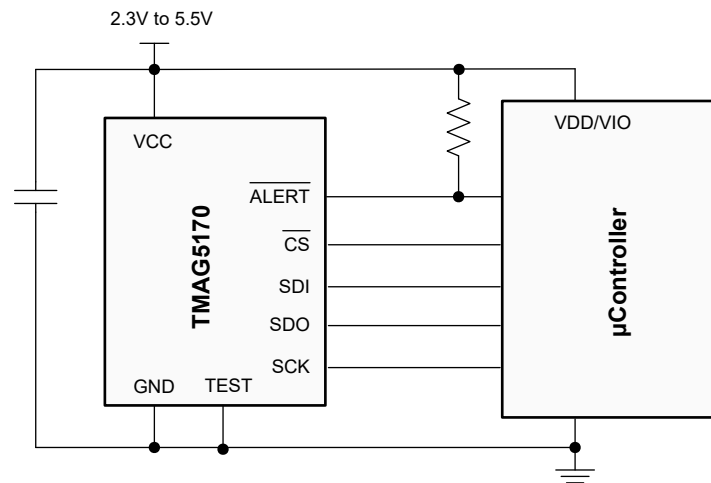 2.3V to 5.5V
VCC
VDD/VIO
ALERT
CS
TMAG5170
µController
SDI
SDO
SCK
GND
TEST